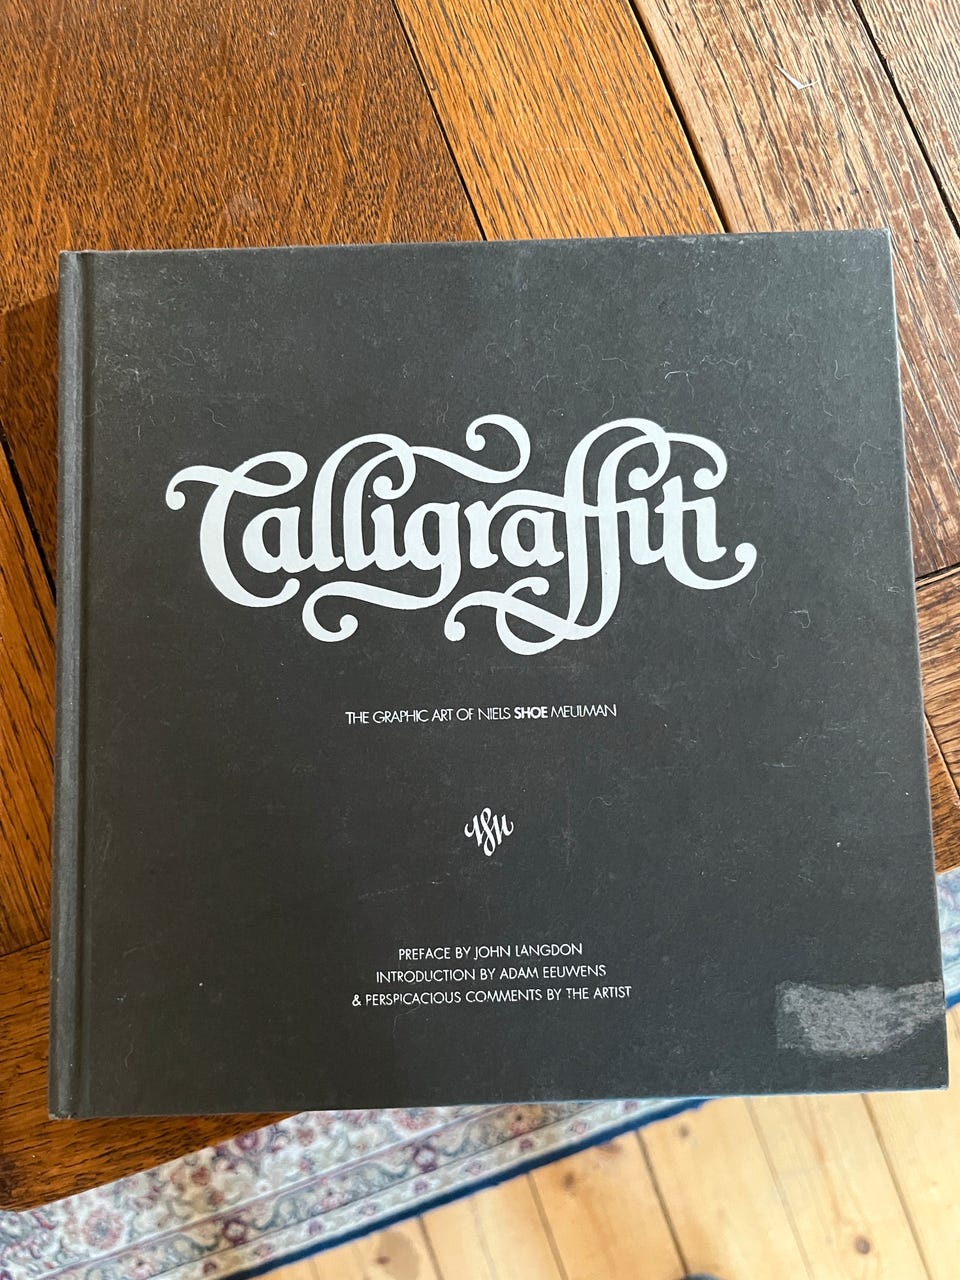 Calligraffiti
THE GRAPHIC ART OF NIELS SHOE MEULMAN
PREFACE BY JOHN LANGDON
INTRODUCTION BY ADAM EEUWENS
& PERSPICACIOUS COMMENTS BY THE ARTIST